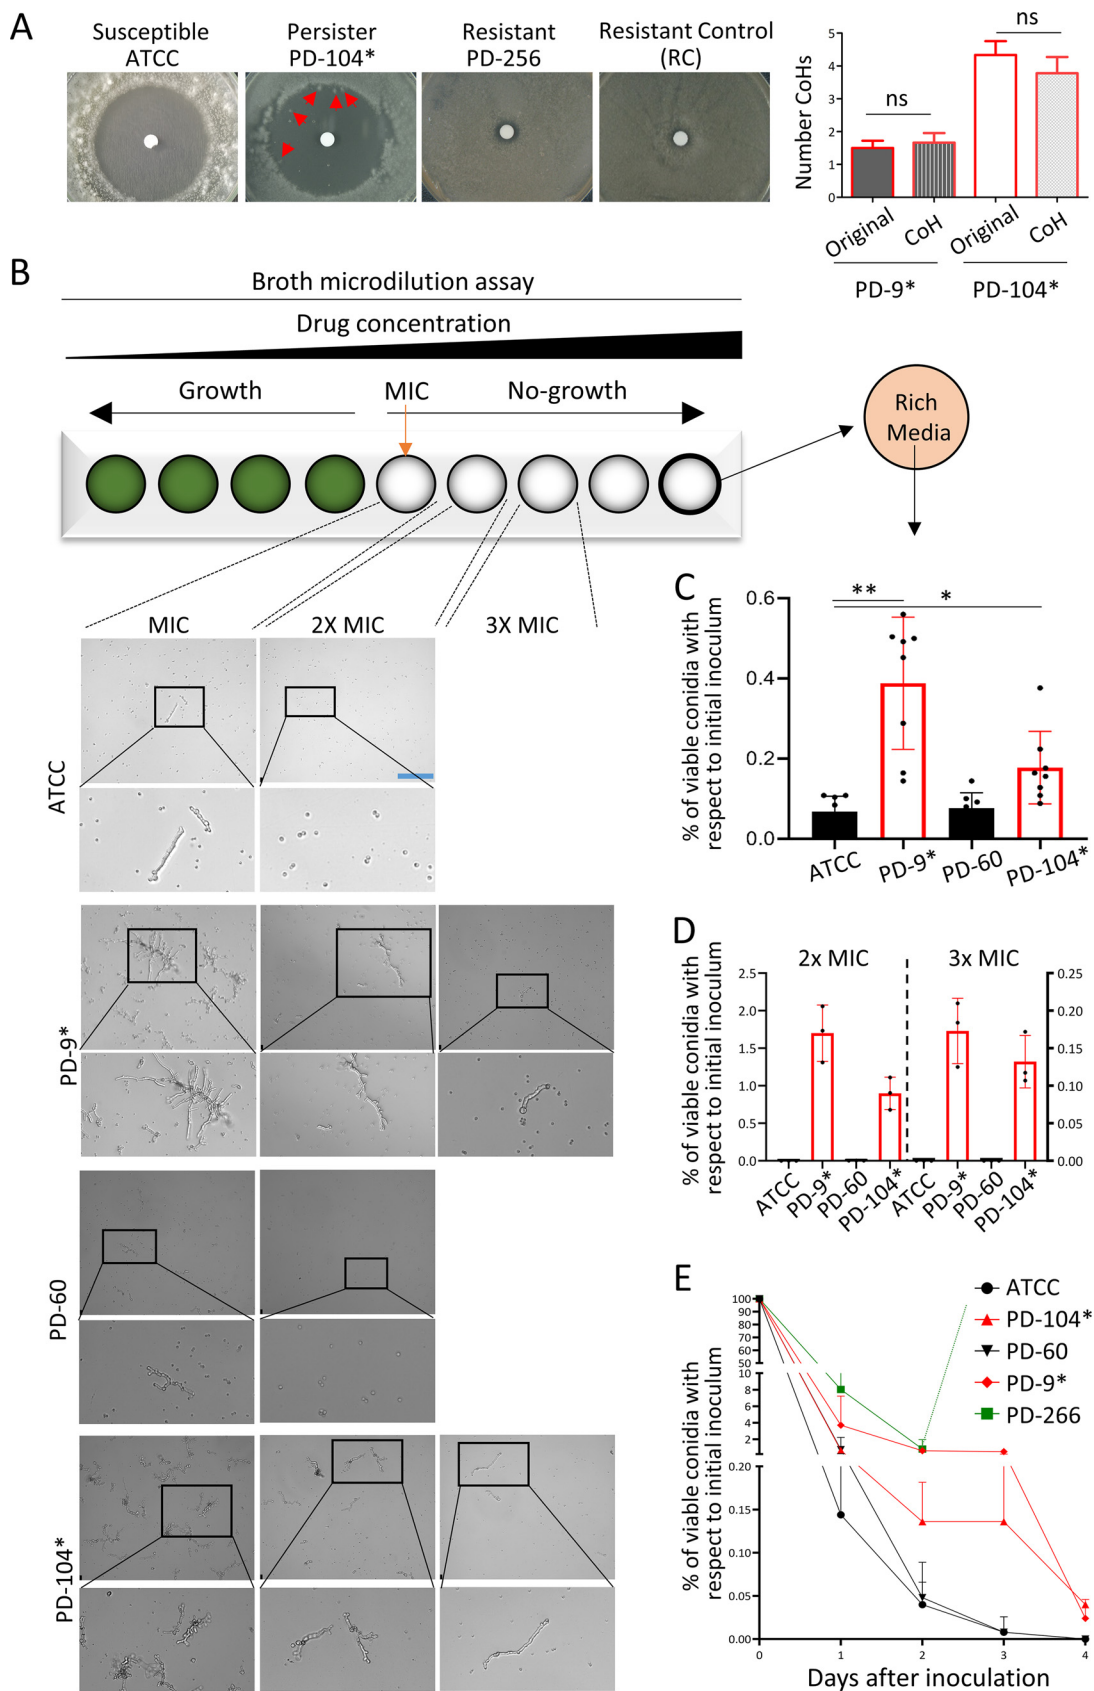 A
Susceptible
ATCC
Persister
PD-104*
Resistant
PD-256
Resistant Control
(RC)
Number CoHs
5
4
3
2
1
0
ns
ns
Original
CoH
Original
CoH
PD-9*
PD-104*
B
Broth microdilution assay
Drug concentration
Growth
MIC
No-growth
Rich
Media
MIC
2X MIC
3X MIC
ATCC
PD-9*
PD-60
PD-104*
C
% of viable conidia with
respect to initial inoculum
0.6
0.4
0.2
0.0
**
*
ATCC
PD-9*
PD-60
PD-104*
D
2x MIC
3x MIC
% of viable conidia with
respect to initial inoculum
2.5
2.0
1.5
1.0
0.5
0.0
0.25
0.20
0.15
0.10
0.05
0.00
ATCC
PD-9*
PD-60
PD-104*
ATCC
PD-9*
PD-60
PD-104*
E
ATCC
PD-104*
PD-60
PD-9*
PD-266
% of viable conidia with
respect to initial inoculum
100
90
80
70
60
50
10
8
6
4
2
0.20
0.15
0.10
0.05
0.00
0
1
2
3
4
Days after inoculation